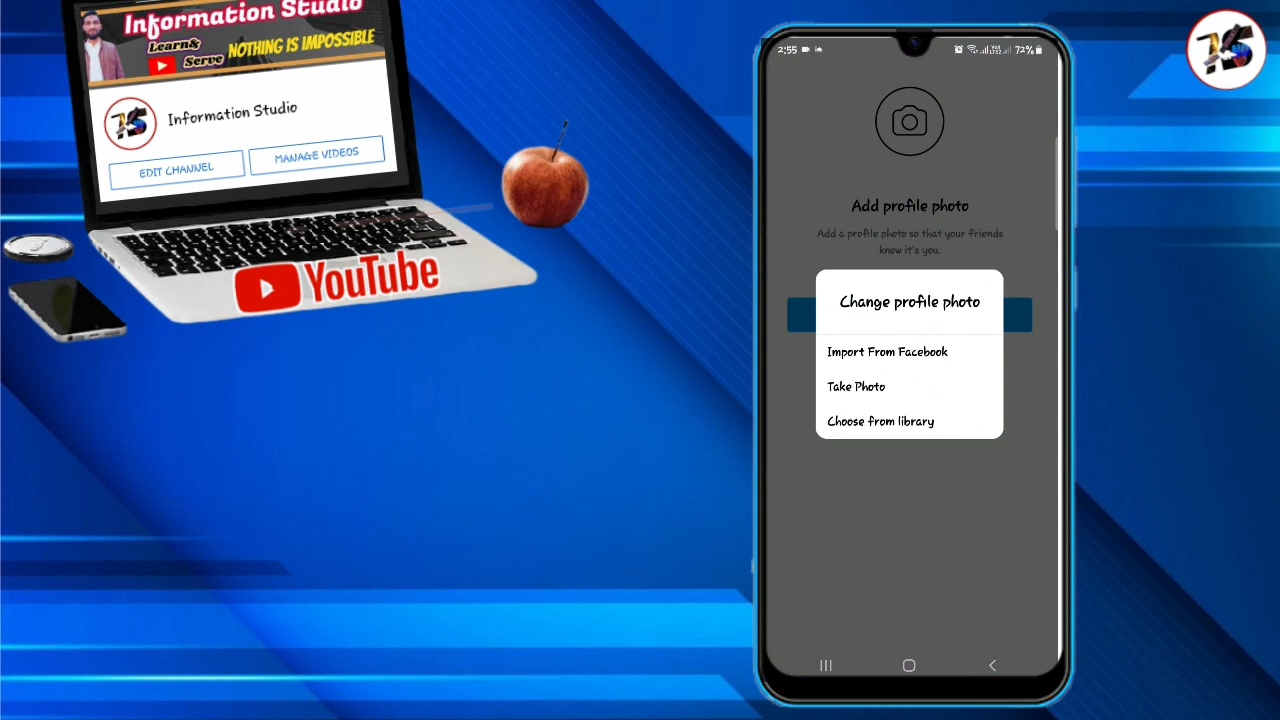 Information Studio
Learn&
Serve
NOTHING IS IMPOSSIBLE
Information Studio
EDIT CHANNEL
MANAGE VIDEOS
YouTube
2:55
72%
Add profile photo
Add a profile photo so that your friends
know it's you.
Change profile photo
Import From Facebook
Take Photo
Choose from library